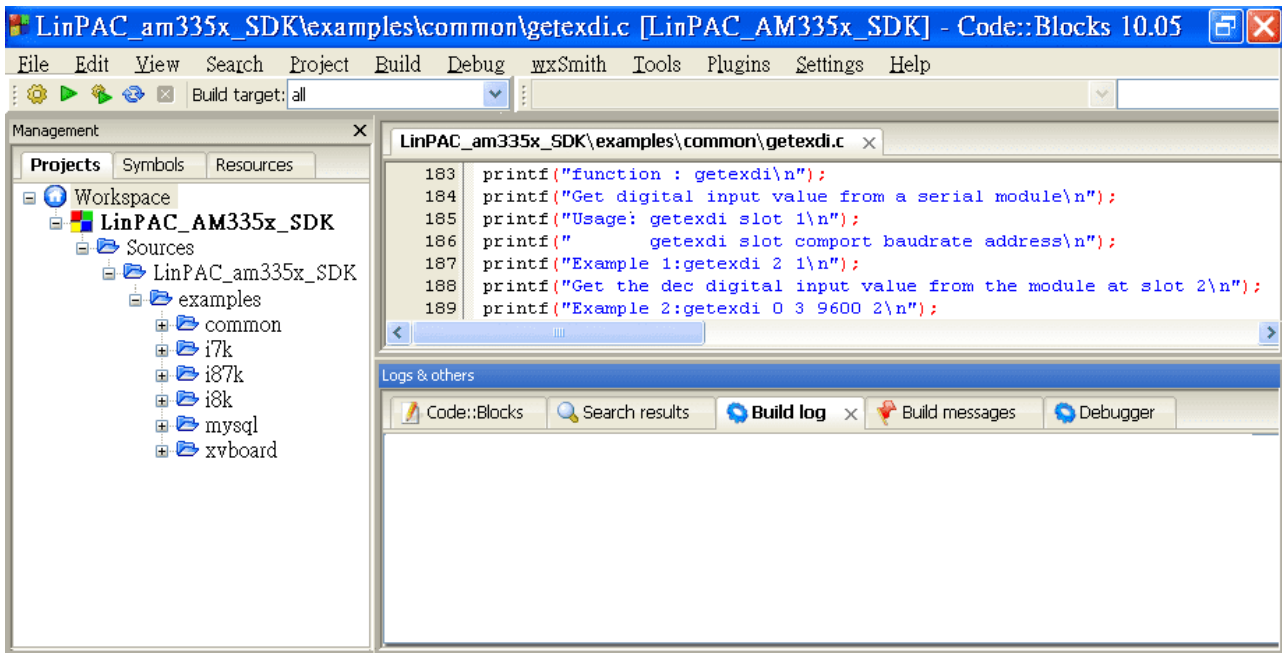 LinPAC_am335x_SDK\examples\common\getexdi.c [LinPAC_AM335x_SDK] - Code::Blocks 10.05
File Edit View Search Project Build Debug wxSmith Tools Plugins Settings Help
Build target: all
Management
Projects Symbols Resources
Workspace
LinPAC_AM335x_SDK
Sources
LinPAC_am335x_SDK
examples
common
i7k
i87k
i8k
mysql
xvboard
LinPAC_am335x_SDK\examples\common\getexdi.c
183 printf("function : getexdi\n");
184 printf("Get digital input value from a serial module\n");
185 printf("Usage: getexdi slot 1\n");
186 printf("       getexdi slot comport baudrate address\n");
187 printf("Example 1:getexdi 2 1\n");
188 printf("Get the dec digital input value from the module at slot 2\n");
189 printf("Example 2:getexdi 0 3 9600 2\n");
Logs & others
Code::Blocks Search results Build log Build messages Debugger